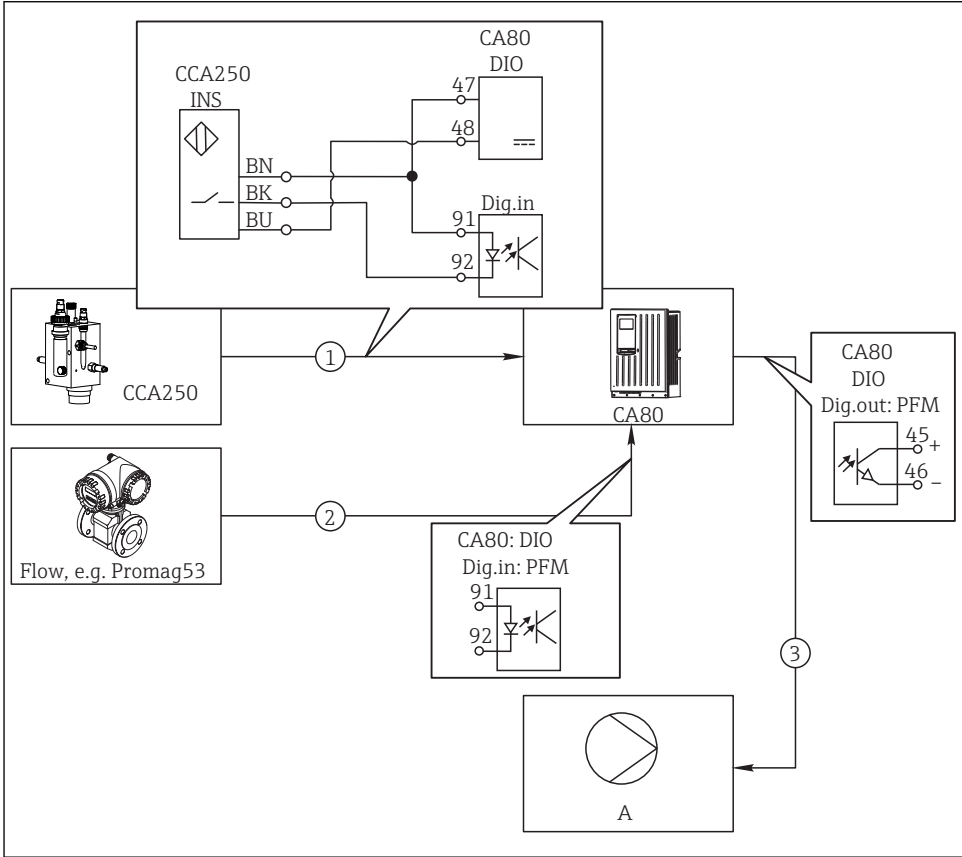 CCA250
INS
BN
BK
BU
CA80
DIO
47
48
Dig.in
91
92
CCA250
1
CA80
CA80
DIO
Dig.out: PFM
45
+
46
–
Flow, e.g. Promag53
2
CA80: DIO
Dig.in: PFM
91
92
3
A